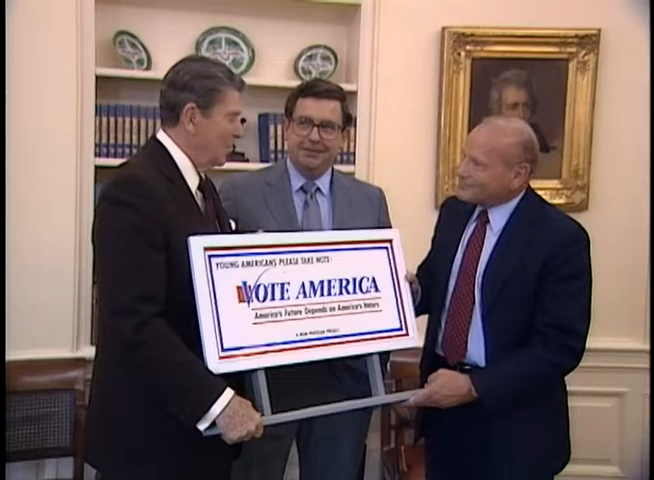 YOUNG AMERICANS PLEASE TAKE NOTE:
VOTE AMERICA
America's Future Depends on America's Voters